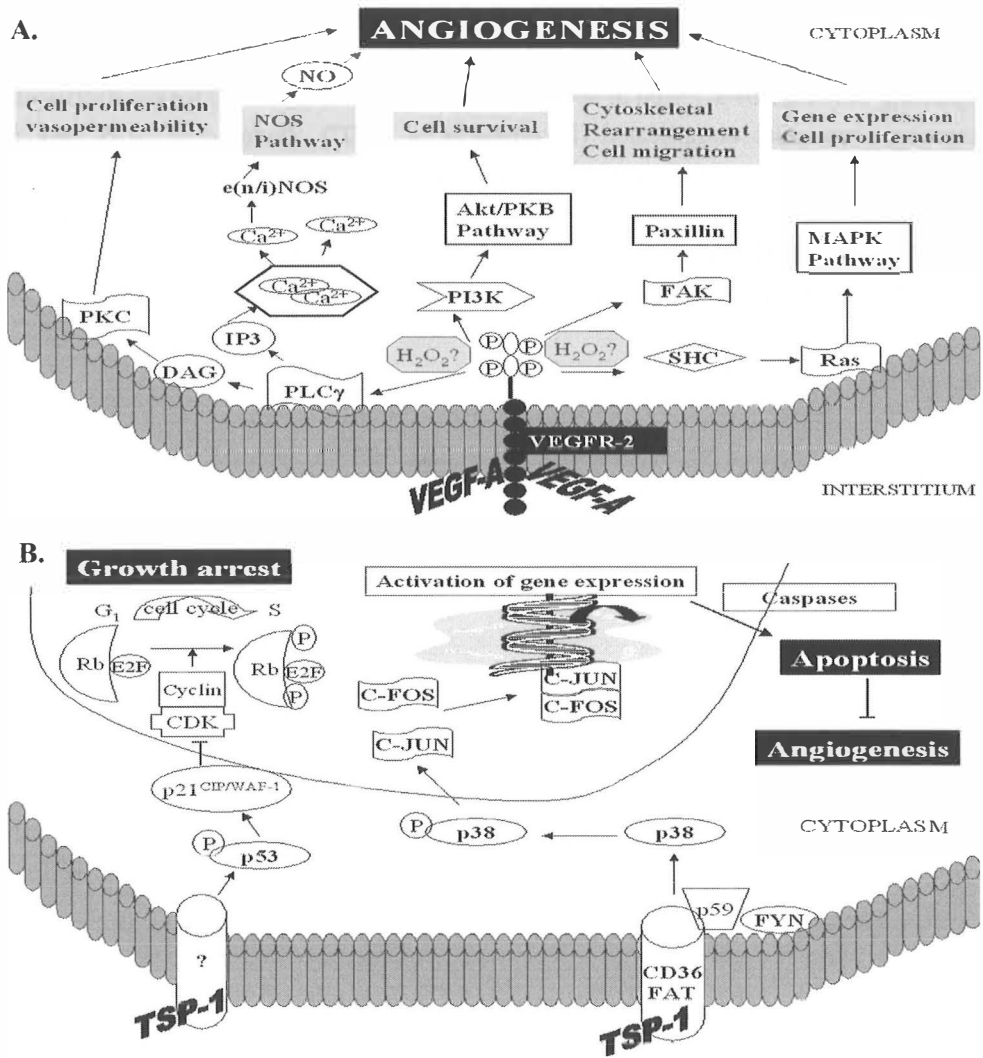 A.
ANGIOGENESIS
CYTOPLASM
NO
Cell proliferation
vasopermeability
NOS
Pathway
Cell survival
Cytoskeletal
Rearrangement
Cell migration
Gene expression
Cell proliferation
e(n/i)NOS
Ca2+
Ca2+
Ca2+
Ca2+
Akt/PKB
Pathway
Paxillin
MAPK
Pathway
PKC
IP3
PI3K
FAK
H2O2?
P
P
P
P
H2O2?
SHC
Ras
DAG
PLCγ
VEGFR-2
VEGF-A
VEGF-A
INTERSTITIUM
B.
Growth arrest
Activation of gene expression
Caspases
G1
cell cycle
S
P
Rb
E2F
Rb
E2F
P
Cyclin
CDK
C-FOS
C-JUN
C-FOS
C-JUN
Apoptosis
Angiogenesis
p21CIP/WAF-1
CYTOPLASM
P
p53
P
p38
p38
p59
FYN
?
CD36
FAT
TSP-1
TSP-1